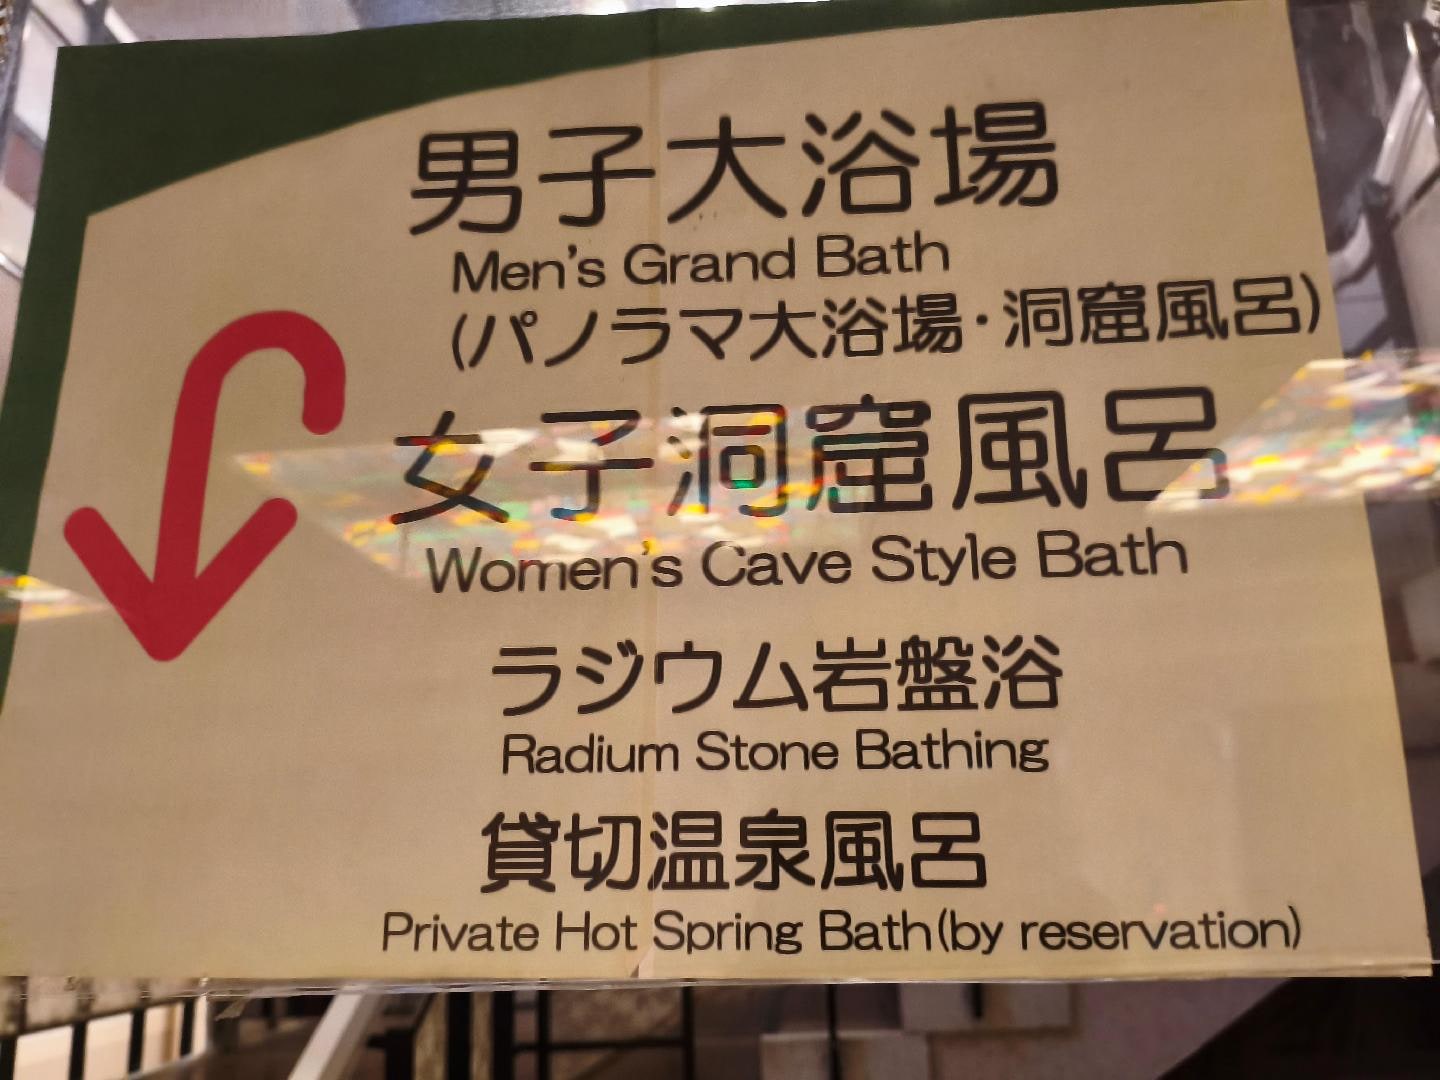 男子大浴場
Men's Grand Bath
(パノラマ大浴場・洞窟風呂)
女子洞窟風呂
Women's Cave Style Bath
ラジウム岩盤浴
Radium Stone Bathing
貸切温泉風呂
Private Hot Spring Bath(by reservation)